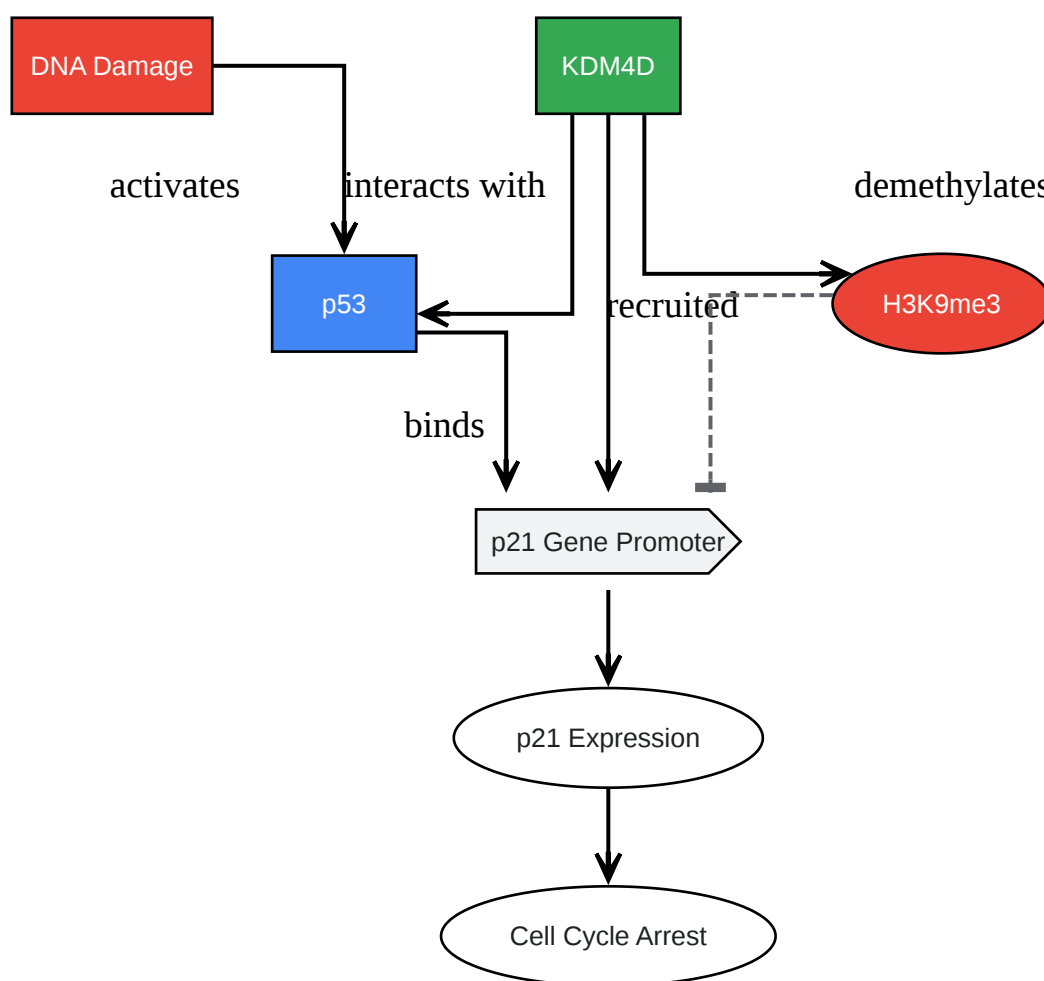 DNA Damage
KDM4D
activates
interacts with
demethylates
p53
recruited
H3K9me3
binds
p21 Gene Promoter
p21 Expression
Cell Cycle Arrest